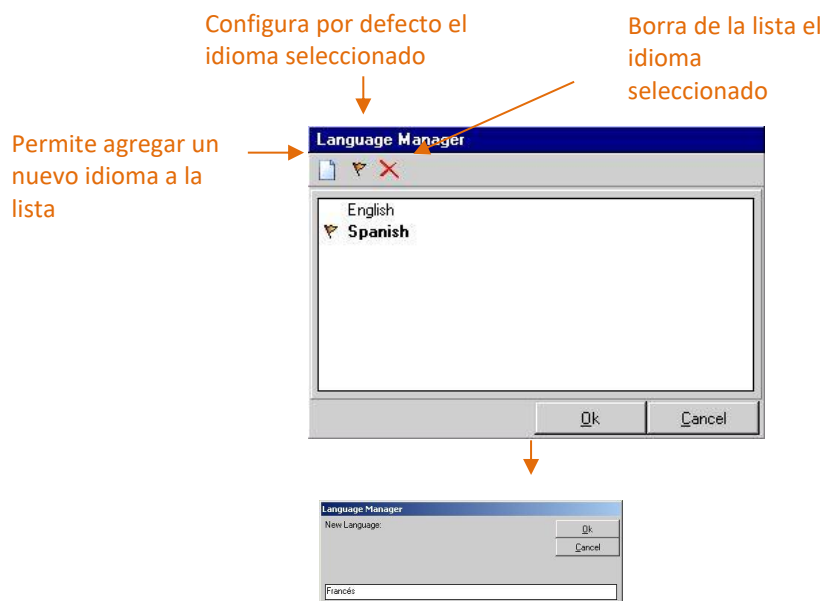 Configura por defecto el
idioma seleccionado
Borra de la lista el
idioma
seleccionado
Permite agregar un
nuevo idioma a la
lista
Language Manager
English
Spanish
Ok
Cancel
Language Manager
New Language:
Ok
Cancel
Francés